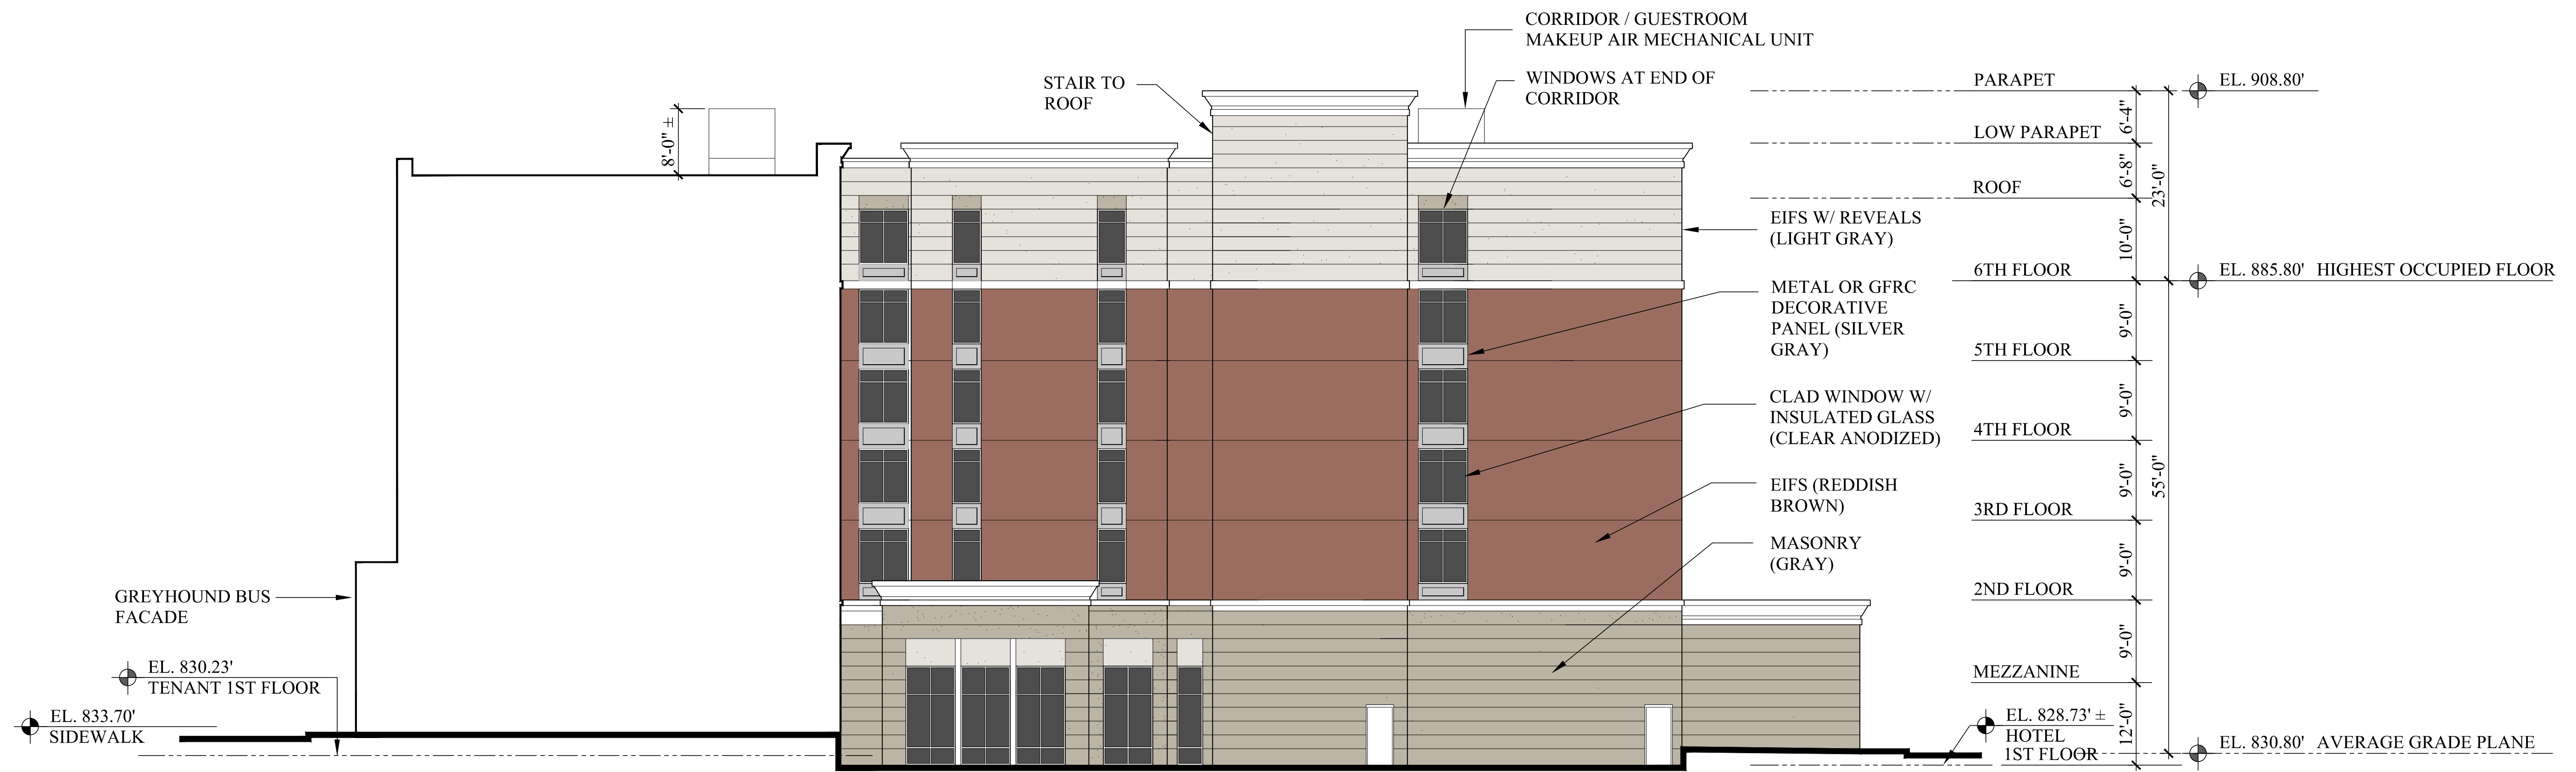 CORRIDOR / GUESTROOM
MAKEUP AIR MECHANICAL UNIT
STAIR TO
ROOF
WINDOWS AT END OF
CORRIDOR
8'-0" ±
EIFS W/ REVEALS
(LIGHT GRAY)
METAL OR GFRC
DECORATIVE
PANEL (SILVER
GRAY)
CLAD WINDOW W/
INSULATED GLASS
(CLEAR ANODIZED)
EIFS (REDDISH
BROWN)
MASONRY
(GRAY)
GREYHOUND BUS
FACADE
EL. 830.23'
TENANT 1ST FLOOR
EL. 833.70'
SIDEWALK
PARAPET
LOW PARAPET
ROOF
6TH FLOOR
5TH FLOOR
4TH FLOOR
3RD FLOOR
2ND FLOOR
MEZZANINE
EL. 828.73' ±
HOTEL
1ST FLOOR
6'-4"
6'-8"
10'-0"
9'-0"
9'-0"
9'-0"
9'-0"
9'-0"
12'-0"
23'-0"
55'-0"
EL. 908.80'
EL. 885.80' HIGHEST OCCUPIED FLOOR
EL. 830.80' AVERAGE GRADE PLANE